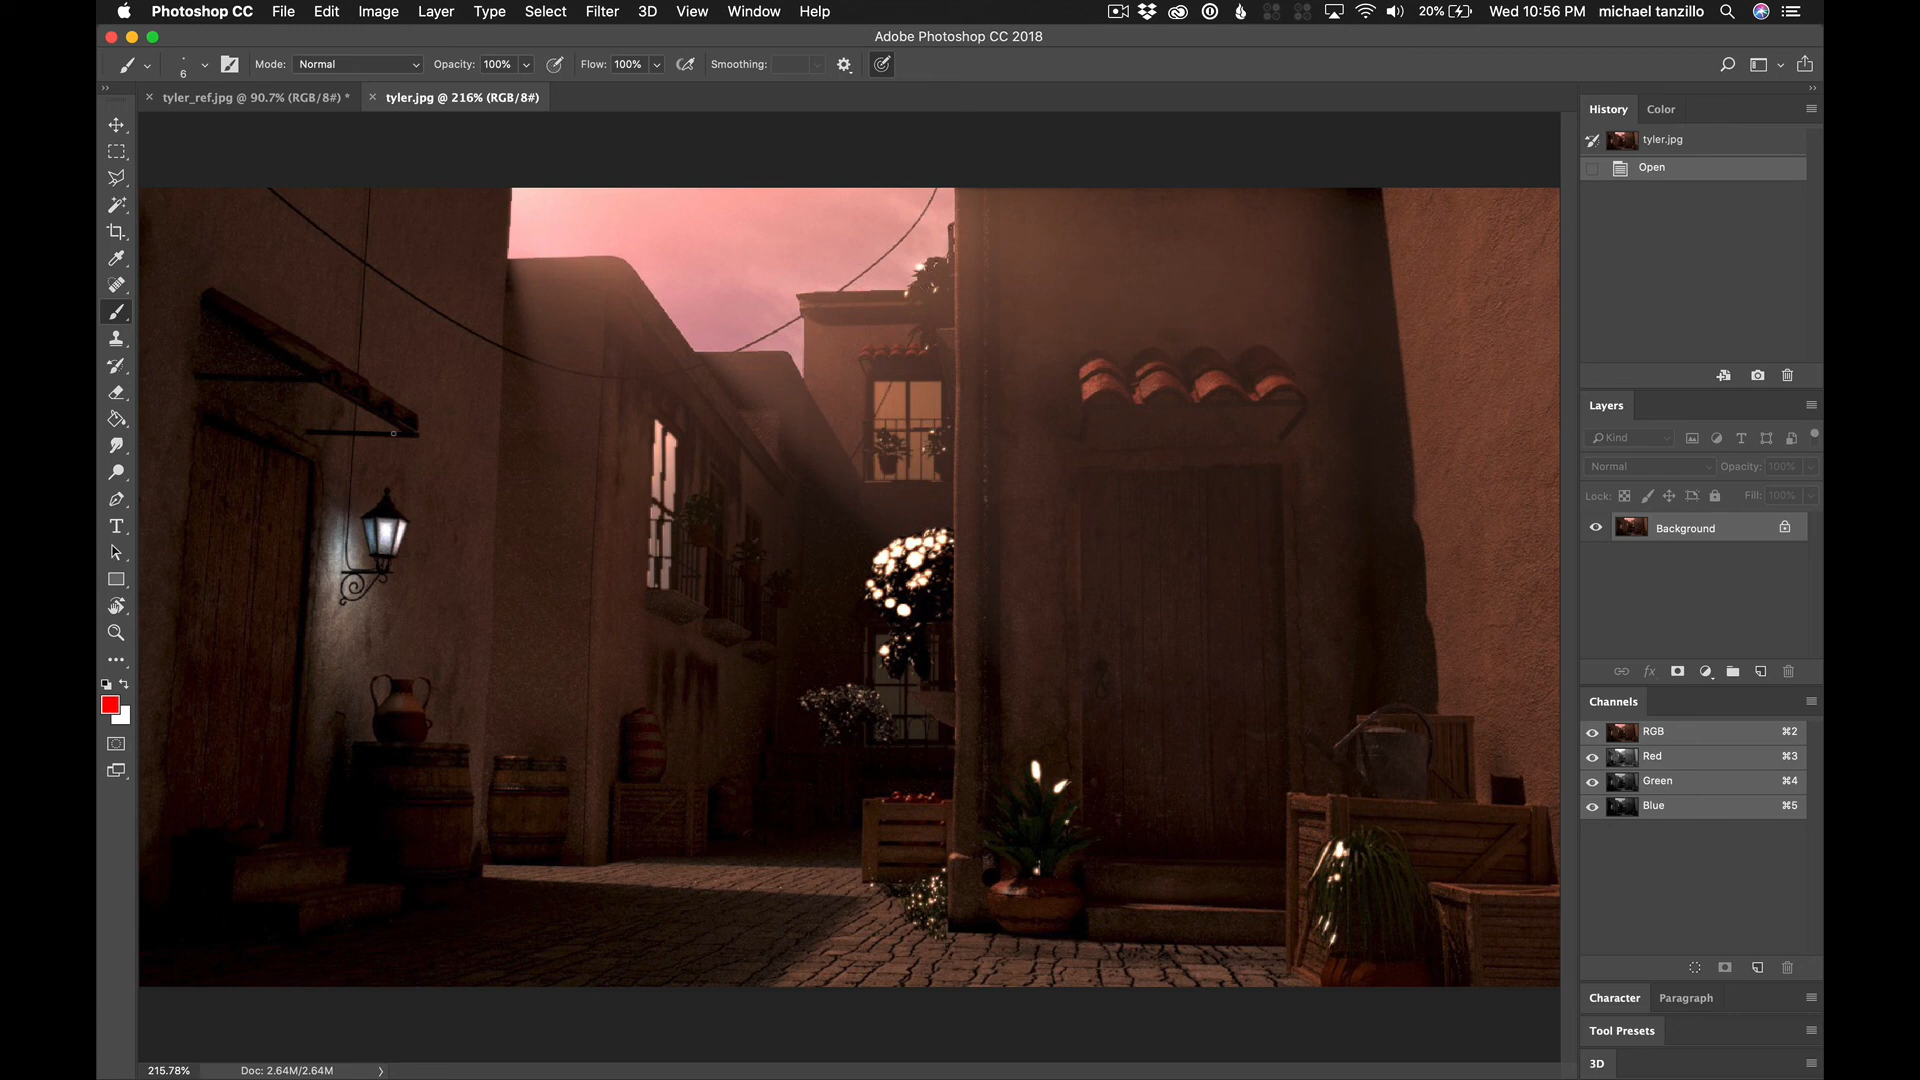 Photoshop CC File Edit Image Layer Type Select Filter 3D View Window Help 20% Wed 10:56 PM michael tanzillo
Adobe Photoshop CC 2018
6 Mode: Normal Opacity: 100% Flow: 100% Smoothing:
tyler_ref.jpg @ 90.7% (RGB/8#) * tyler.jpg @ 216% (RGB/8#)
History Color
tyler.jpg
Open
Layers
Kind
Normal Opacity: 100%
Lock: Fill: 100%
Background
fx
Channels
RGB ⌘2
Red ⌘3
Green ⌘4
Blue ⌘5
Character Paragraph
Tool Presets
3D
215.78% Doc: 2.64M/2.64M